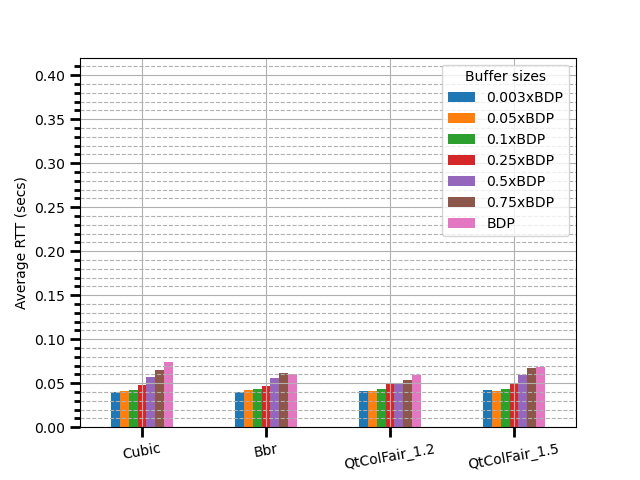 Buffer sizes
0.003xBDP
0.05xBDP
0.1xBDP
0.25xBDP
0.5xBDP
0.75xBDP
BDP
Average RTT (secs)
0.40
0.35
0.30
0.25
0.20
0.15
0.10
0.05
0.00
Cubic
Bbr
QtColFair_1.2
QtColFair_1.5